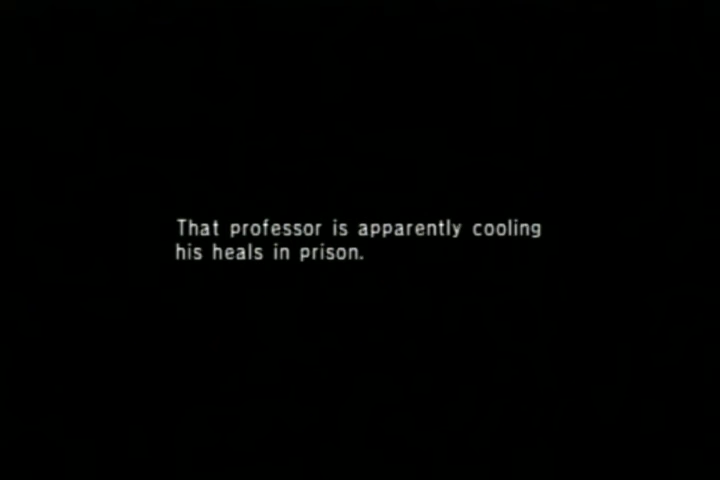 That professor is apparently cooling
his heals in prison.